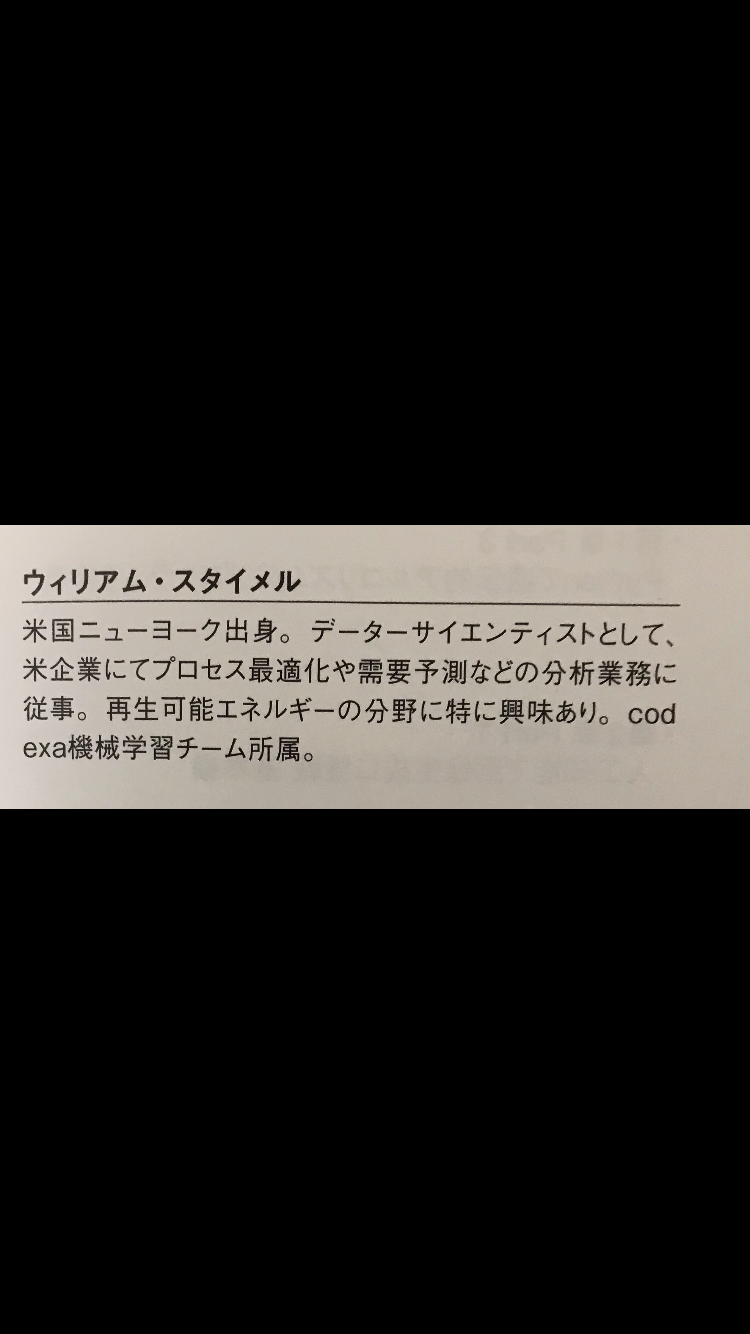 ウィリアム・スタイメル
米国ニューヨーク出身。データーサイエンティストとして、
米企業にてプロセス最適化や需要予測などの分析業務に
従事。再生可能エネルギーの分野に特に興味あり。cod
exa機械学習チーム所属。